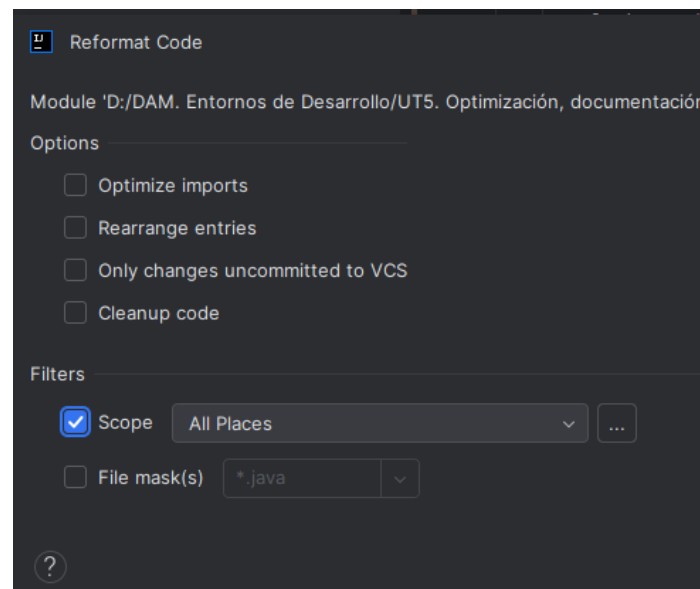 IJ
Reformat Code
Module 'D:/DAM. Entornos de Desarrollo/UT5. Optimización, documentación
Options
Optimize imports
Rearrange entries
Only changes uncommitted to VCS
Cleanup code
Filters
Scope
All Places
...
File mask(s)
*.java
?